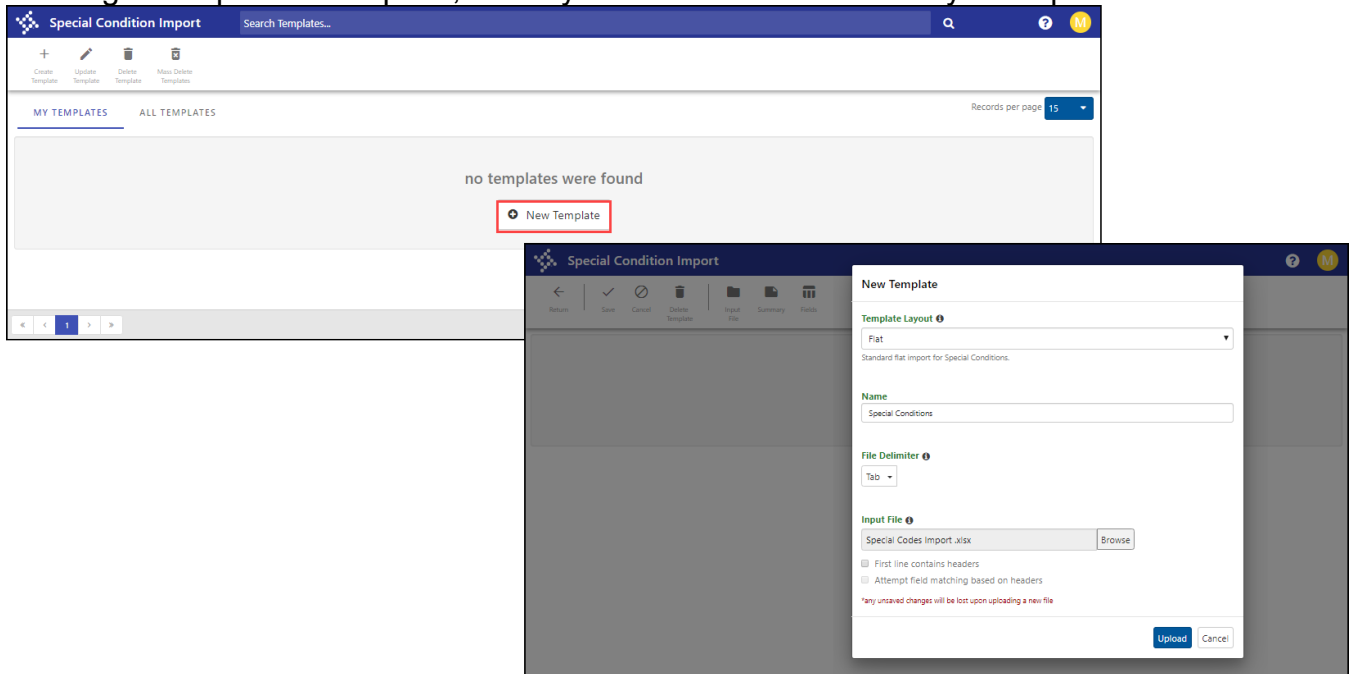 Special Condition Import
Search Templates...
M
Create Template
Update Template
Delete Template
Mass Delete Templates
MY TEMPLATES
ALL TEMPLATES
Records per page 15
no templates were found
New Template
« < 1 > »
Special Condition Import
M
Return
Save
Cancel
Delete Template
Input File
Summary
Fields
New Template
Template Layout
Flat
Standard flat import for Special Conditions.
Name
Special Conditions
File Delimiter
Tab
Input File
Special Codes Import .xlsx
Browse
First line contains headers
Attempt field matching based on headers
*any unsaved changes will be lost upon uploading a new file
Upload
Cancel